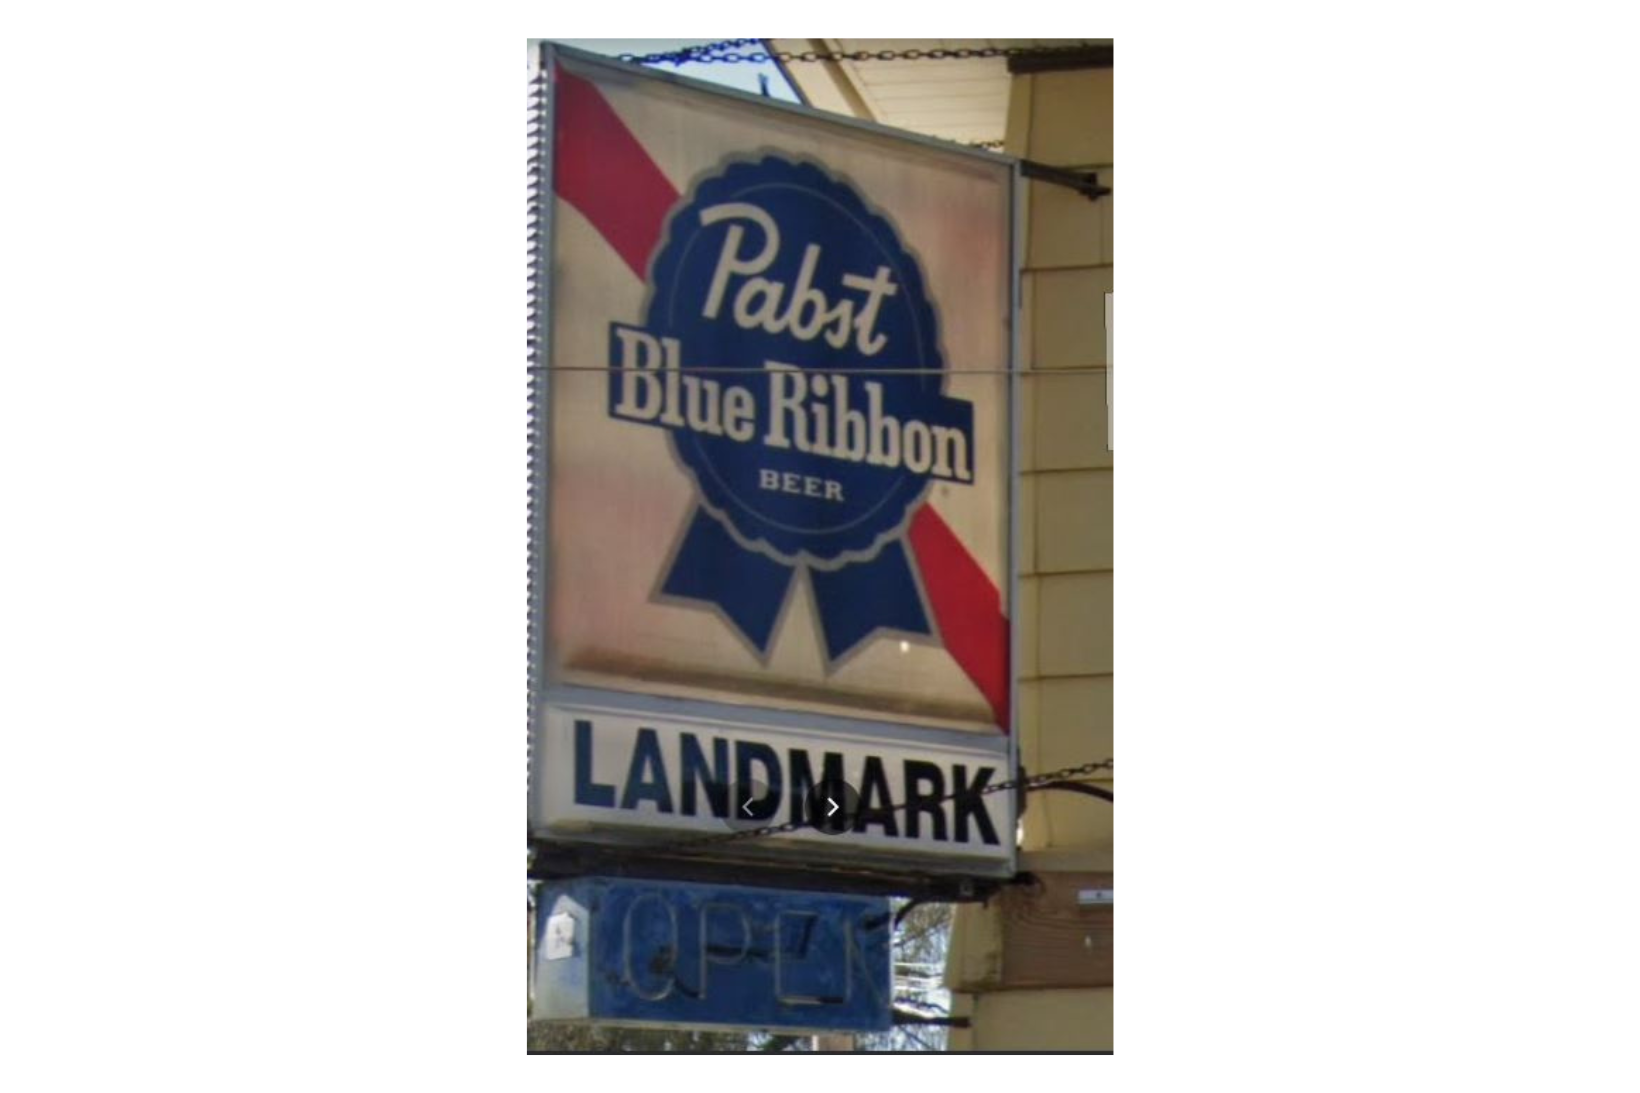 Pabst
Blue Ribbon
BEER
LANDMARK
OPEN